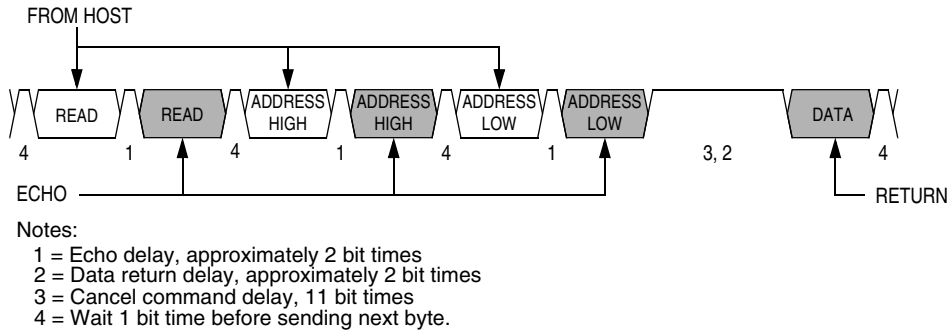 FROM HOST
READ READ ADDRESS HIGH ADDRESS HIGH ADDRESS LOW ADDRESS LOW DATA
4 1 4 1 4 1 3, 2 4
ECHO RETURN
Notes:
1 = Echo delay, approximately 2 bit times
2 = Data return delay, approximately 2 bit times
3 = Cancel command delay, 11 bit times
4 = Wait 1 bit time before sending next byte.